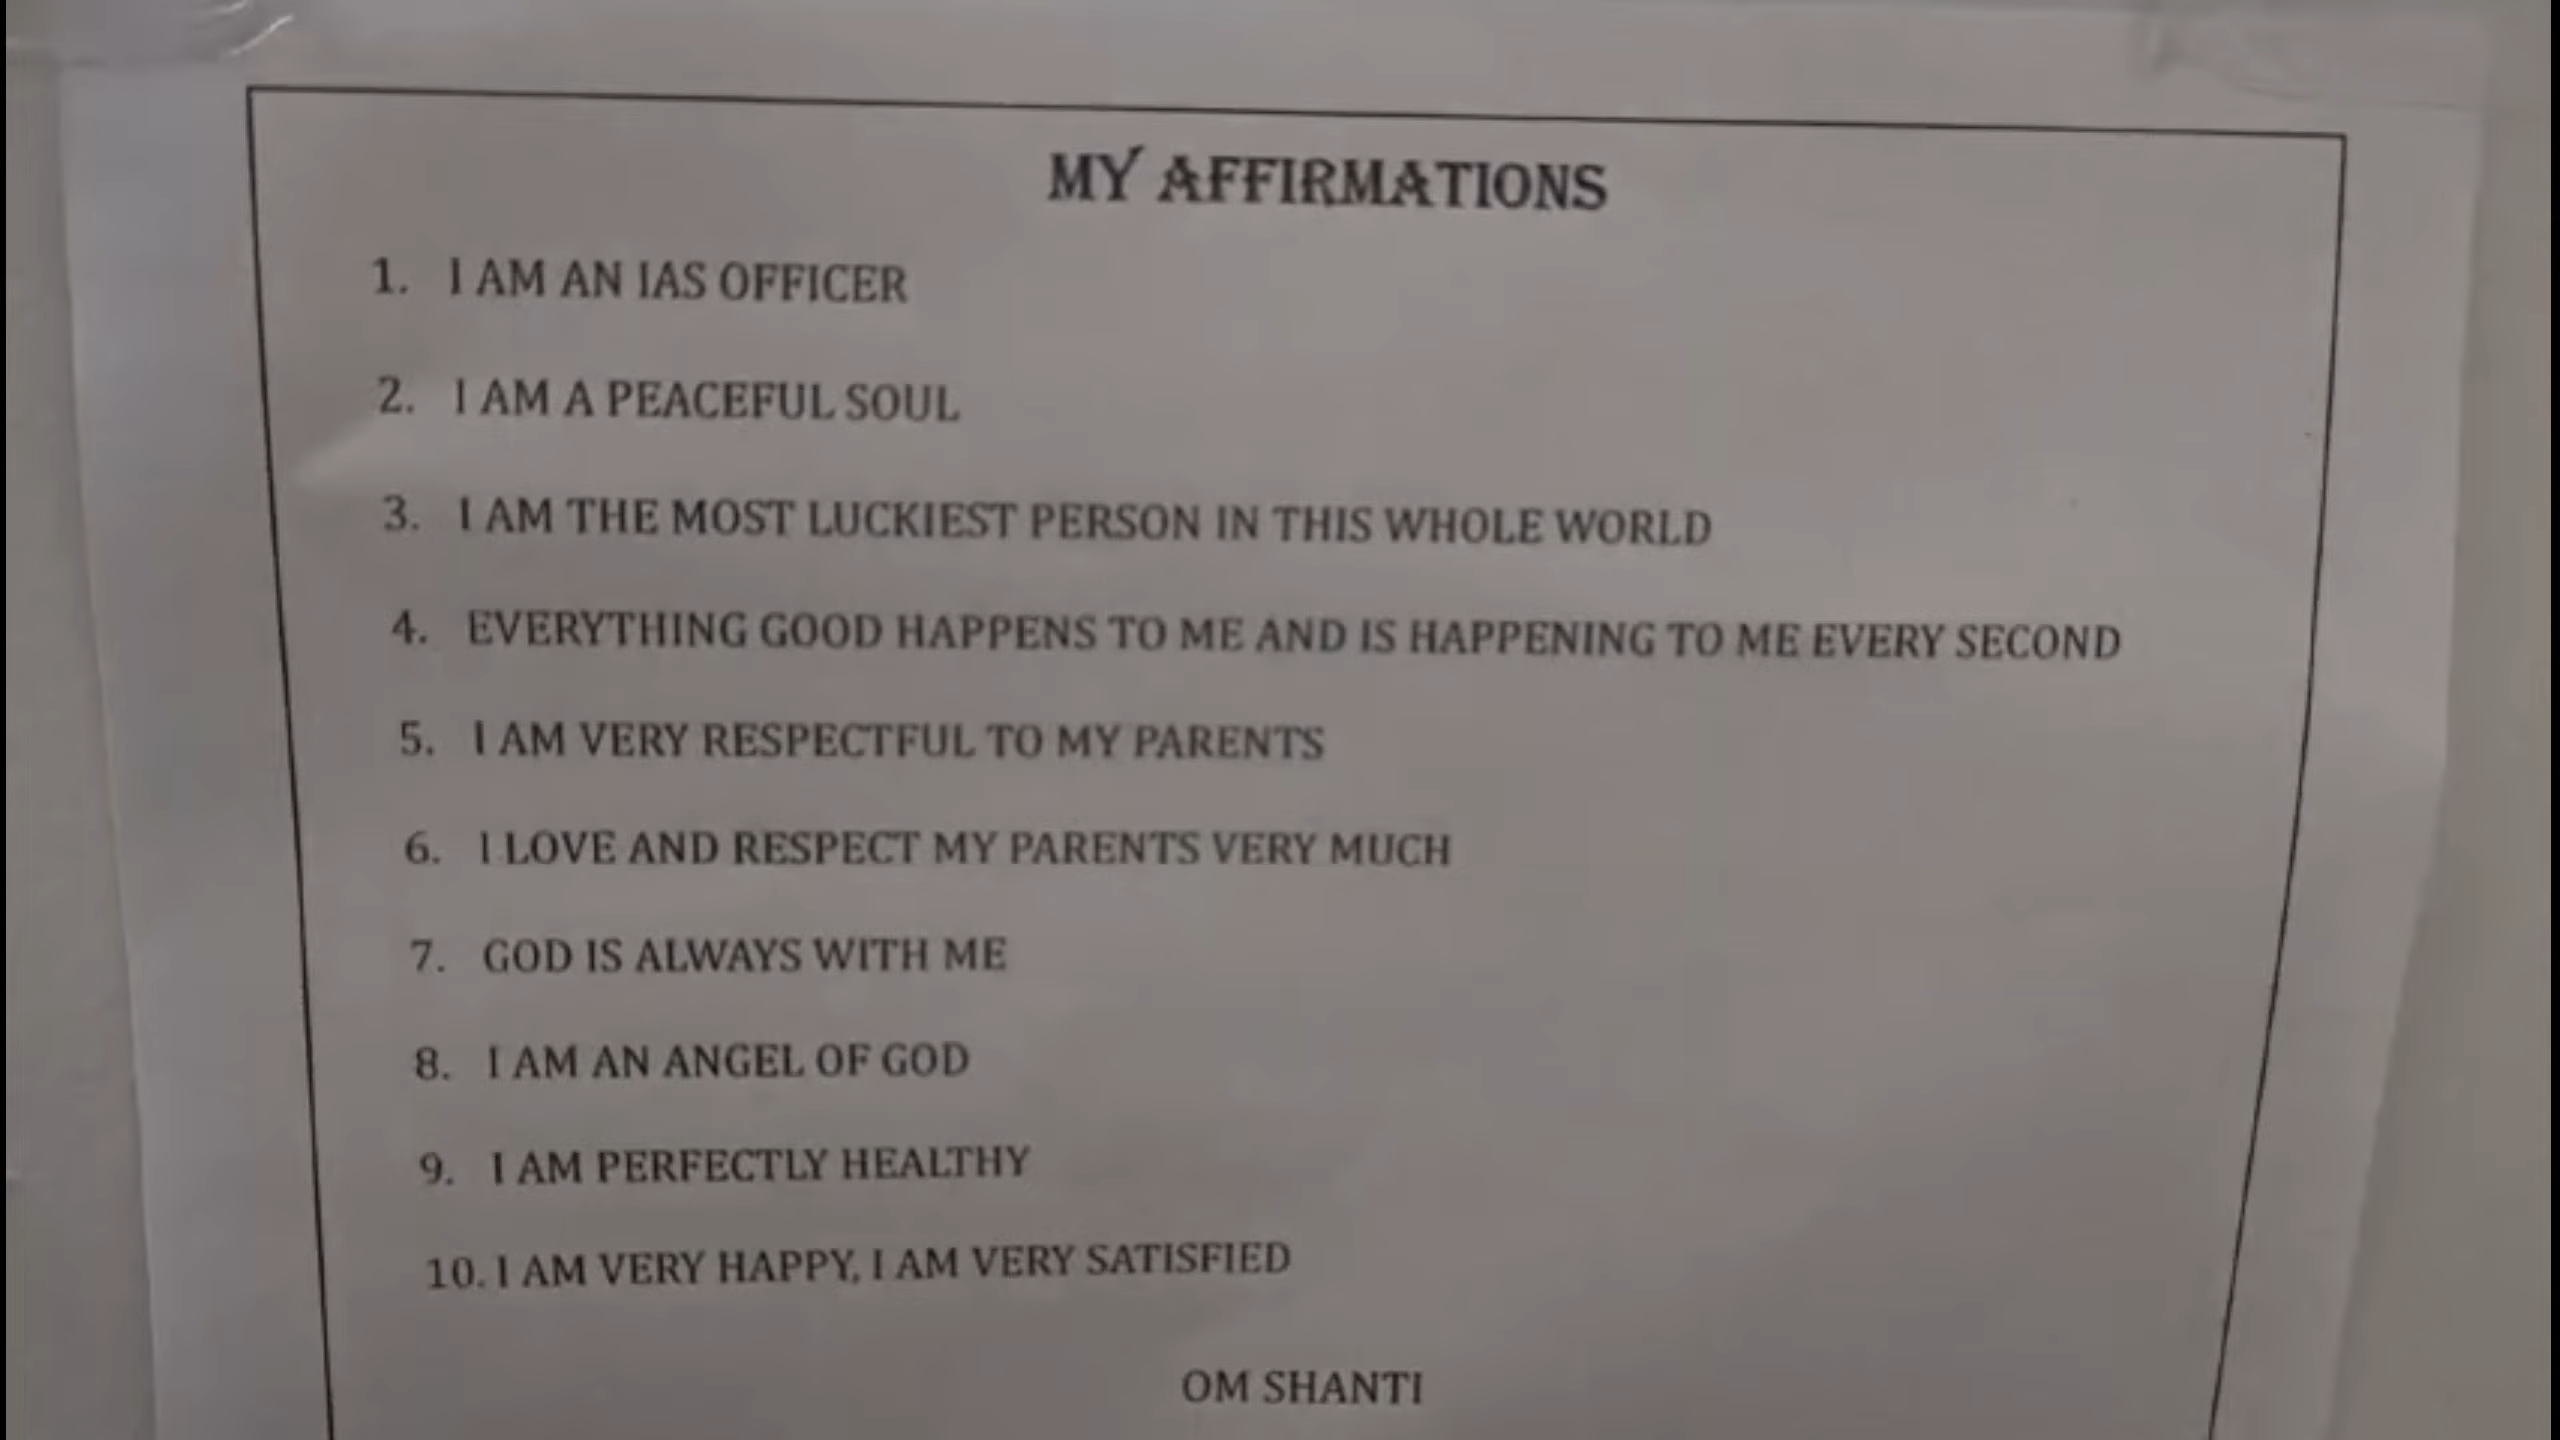 MY AFFIRMATIONS
1. I AM AN IAS OFFICER
2. I AM A PEACEFUL SOUL
3. I AM THE MOST LUCKIEST PERSON IN THIS WHOLE WORLD
4. EVERYTHING GOOD HAPPENS TO ME AND IS HAPPENING TO ME EVERY SECOND
5. I AM VERY RESPECTFUL TO MY PARENTS
6. I LOVE AND RESPECT MY PARENTS VERY MUCH
7. GOD IS ALWAYS WITH ME
8. I AM AN ANGEL OF GOD
9. I AM PERFECTLY HEALTHY
10. I AM VERY HAPPY, I AM VERY SATISFIED
OM SHANTI